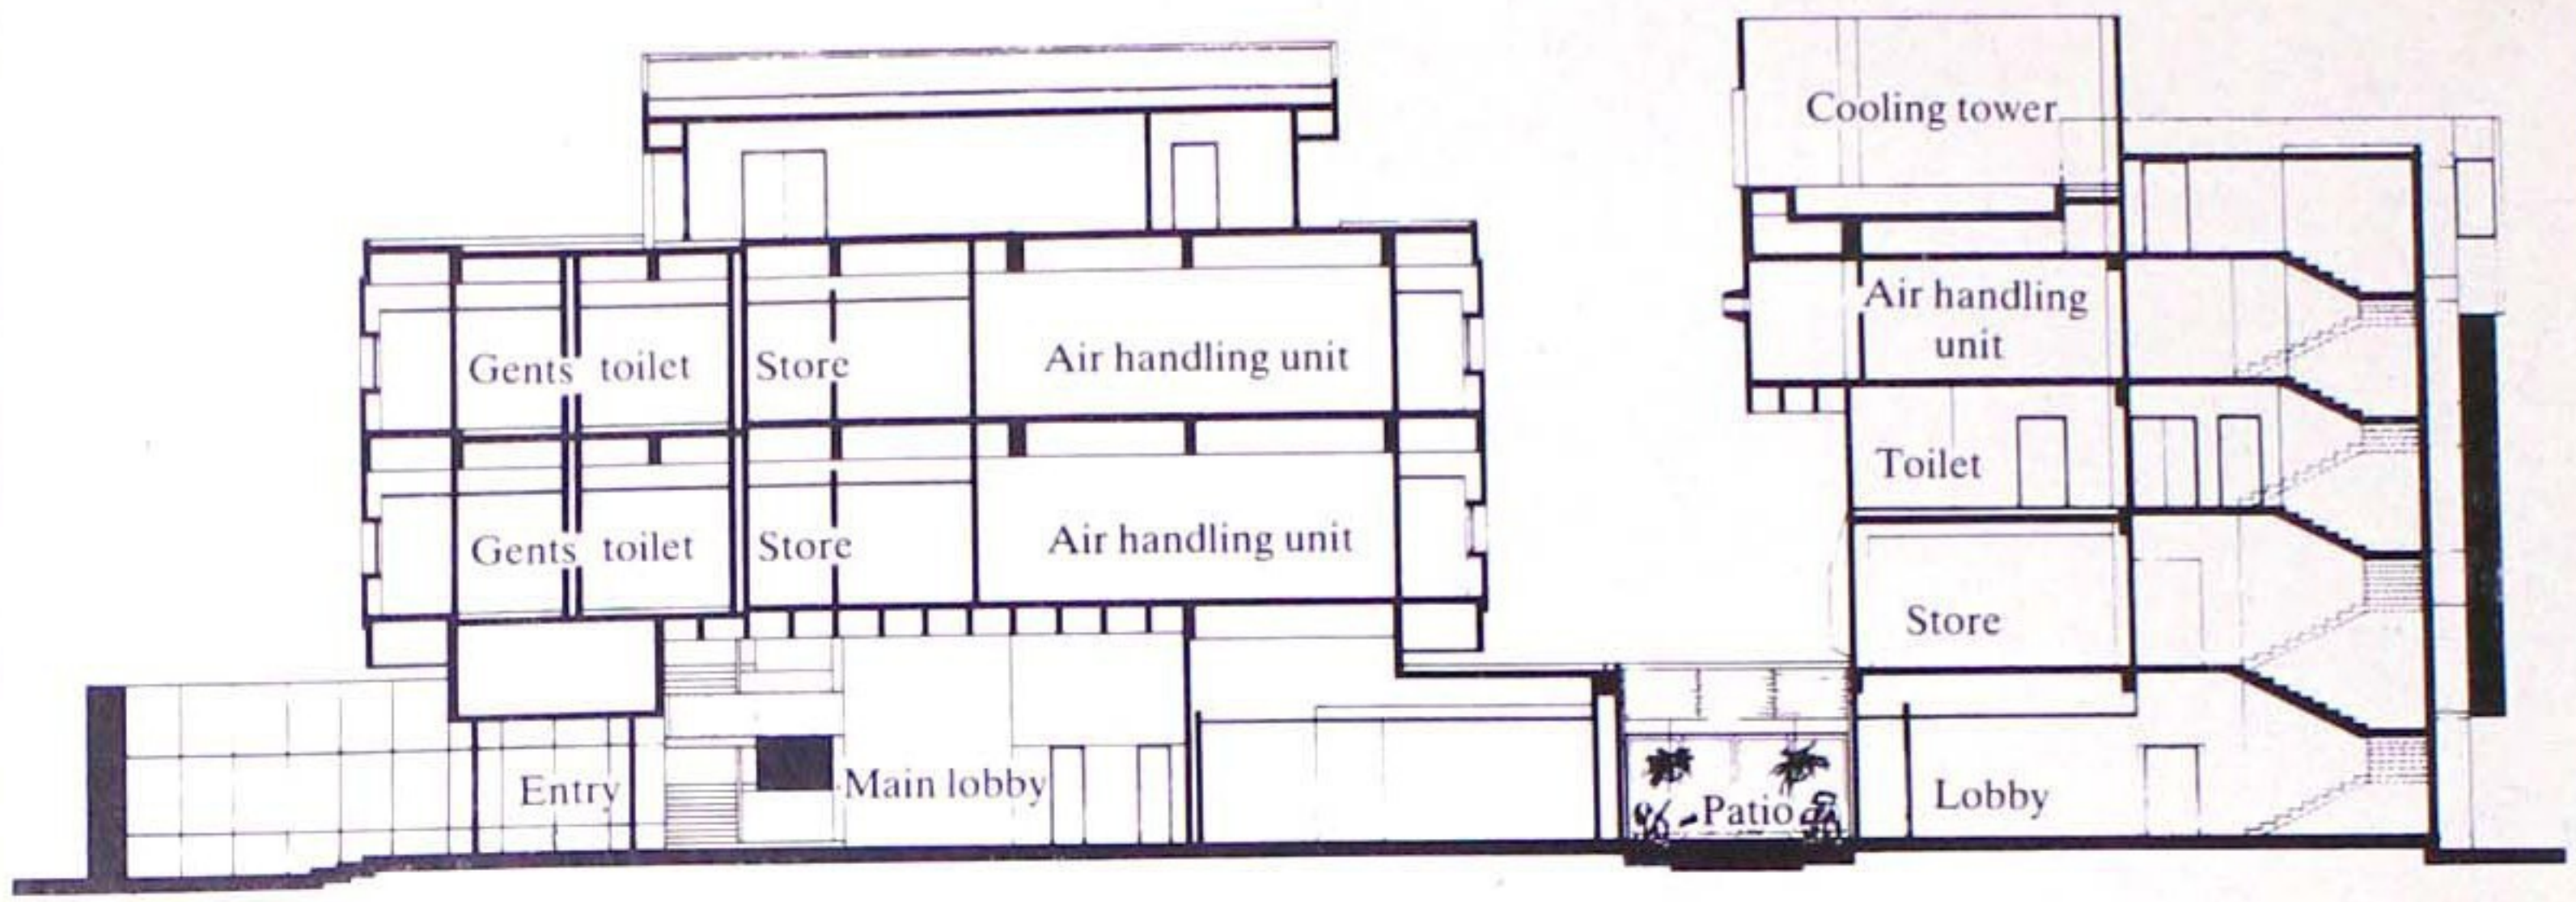 Cooling tower
Air handling
unit
Gents toilet Store Air handling unit
Toilet
Gents toilet Store Air handling unit
Store
Entry Main lobby Patio Lobby